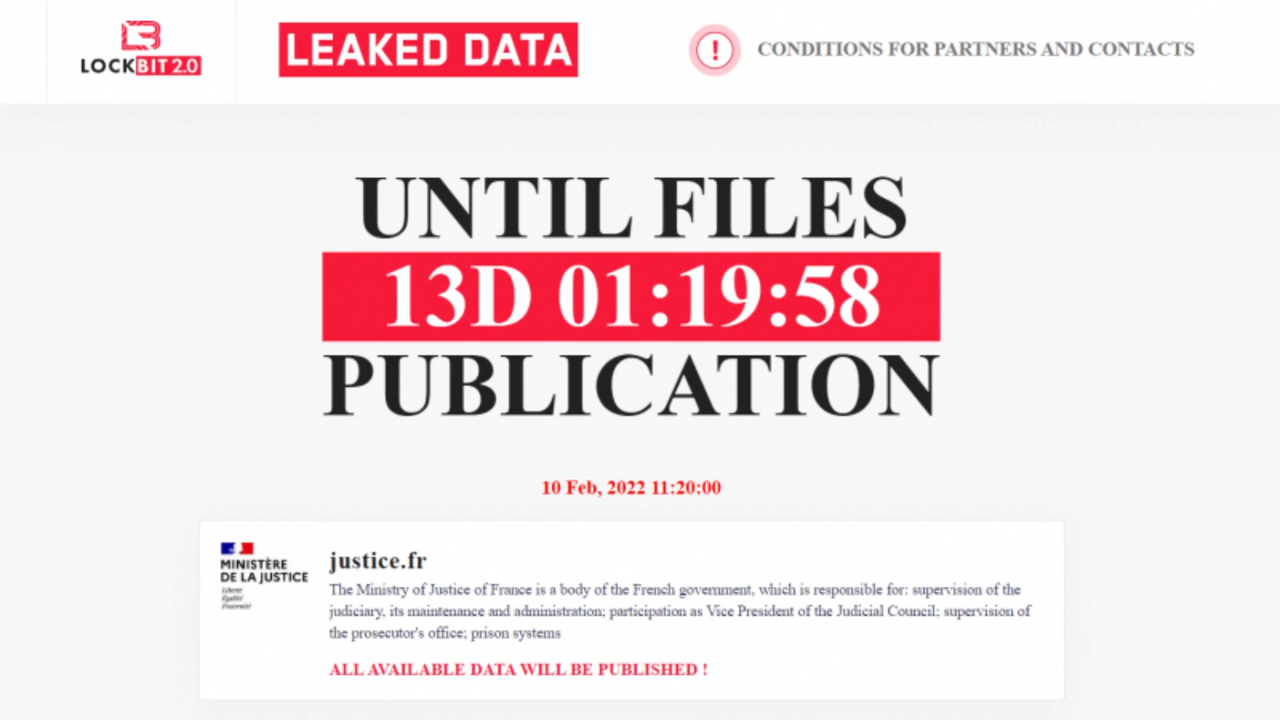 LOCKBIT 2.0
LEAKED DATA
!
CONDITIONS FOR PARTNERS AND CONTACTS
UNTIL FILES
13D 01:19:58
PUBLICATION
10 Feb, 2022 11:20:00
MINISTÈRE
DE LA JUSTICE
Liberté
Égalité
Fraternité
justice.fr
The Ministry of Justice of France is a body of the French government, which is responsible for: supervision of the
judiciary, its maintenance and administration; participation as Vice President of the Judicial Council; supervision of
the prosecutor's office; prison systems
ALL AVAILABLE DATA WILL BE PUBLISHED !